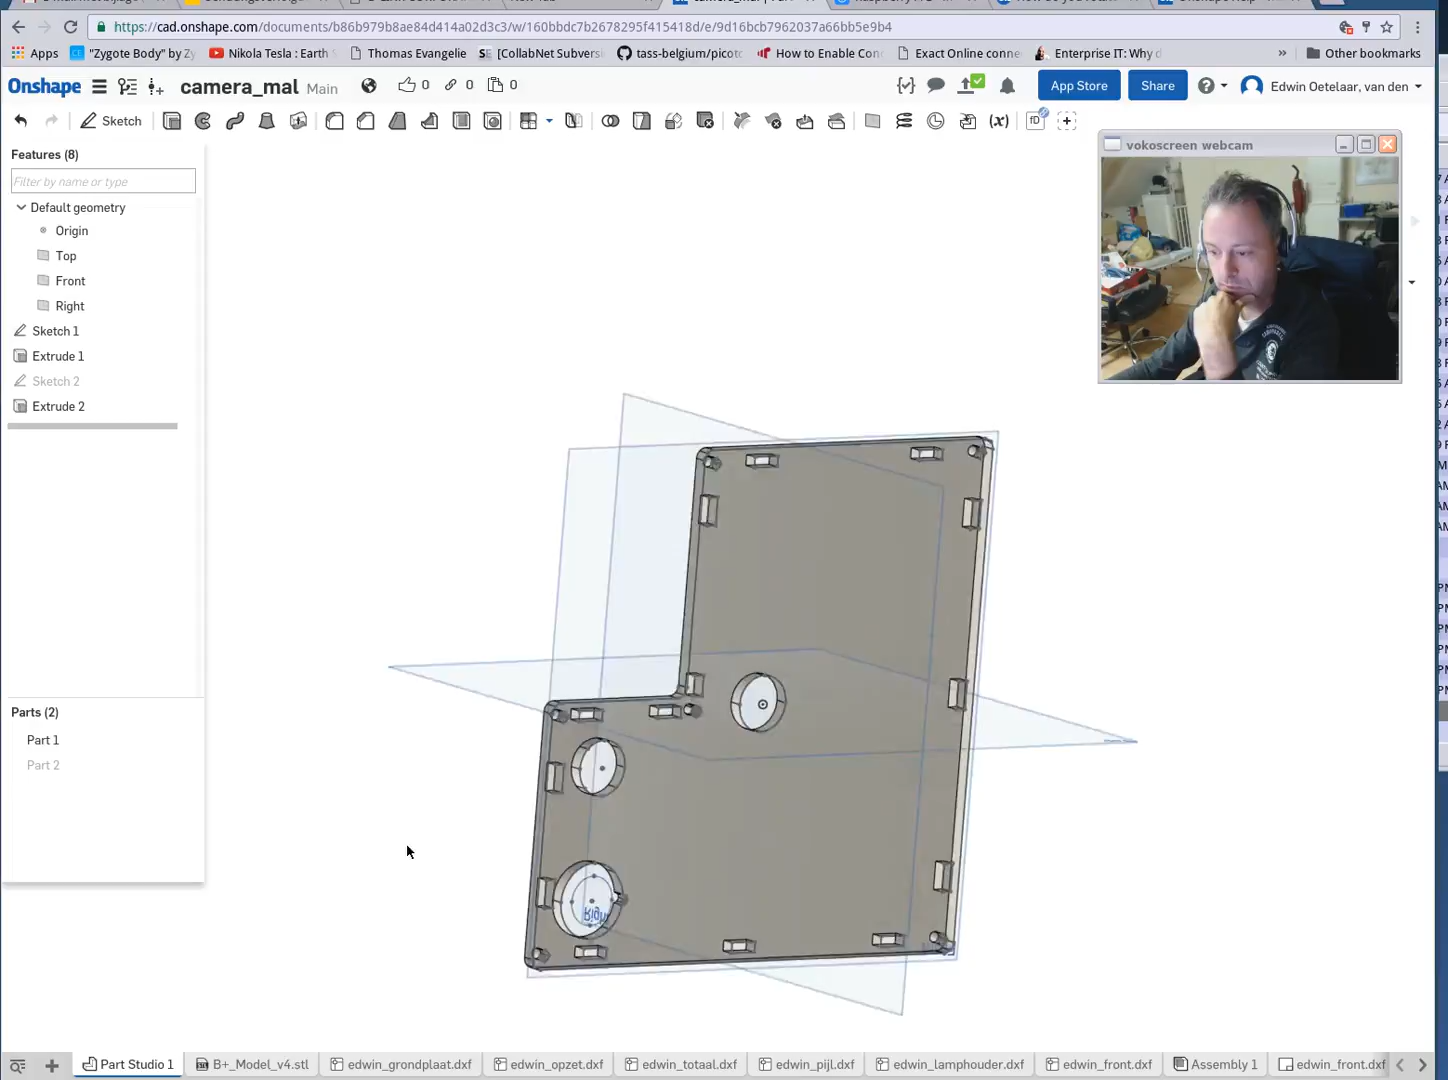 https://cad.onshape.com/documents/b86b979b8ae84d414a02d3c3/w/160bbdc7b2678295f415418d/e/9d16bcb7962037a66bb5e9b4
Apps "Zygote Body" by Zy Nikola Tesla : Earth Thomas Evangelie [CollabNet Subvers tass-belgium/picotc How to Enable Con Exact Online conne Enterprise IT: Why d » Other bookmarks
Onshape camera_mal Main 0 0 0 App Store Share Edwin Oetelaar, van den
Sketch (x)
Features (8)
Filter by name or type
Default geometry
Origin
Top
Front
Right
Sketch 1
Extrude 1
Sketch 2
Extrude 2
Parts (2)
Part 1
Part 2
vokoscreen webcam
Part Studio 1 B+_Model_v4.stl edwin_grondplaat.dxf edwin_opzet.dxf edwin_totaal.dxf edwin_pijl.dxf edwin_lamphouder.dxf edwin_front.dxf Assembly 1 edwin_front.dxf